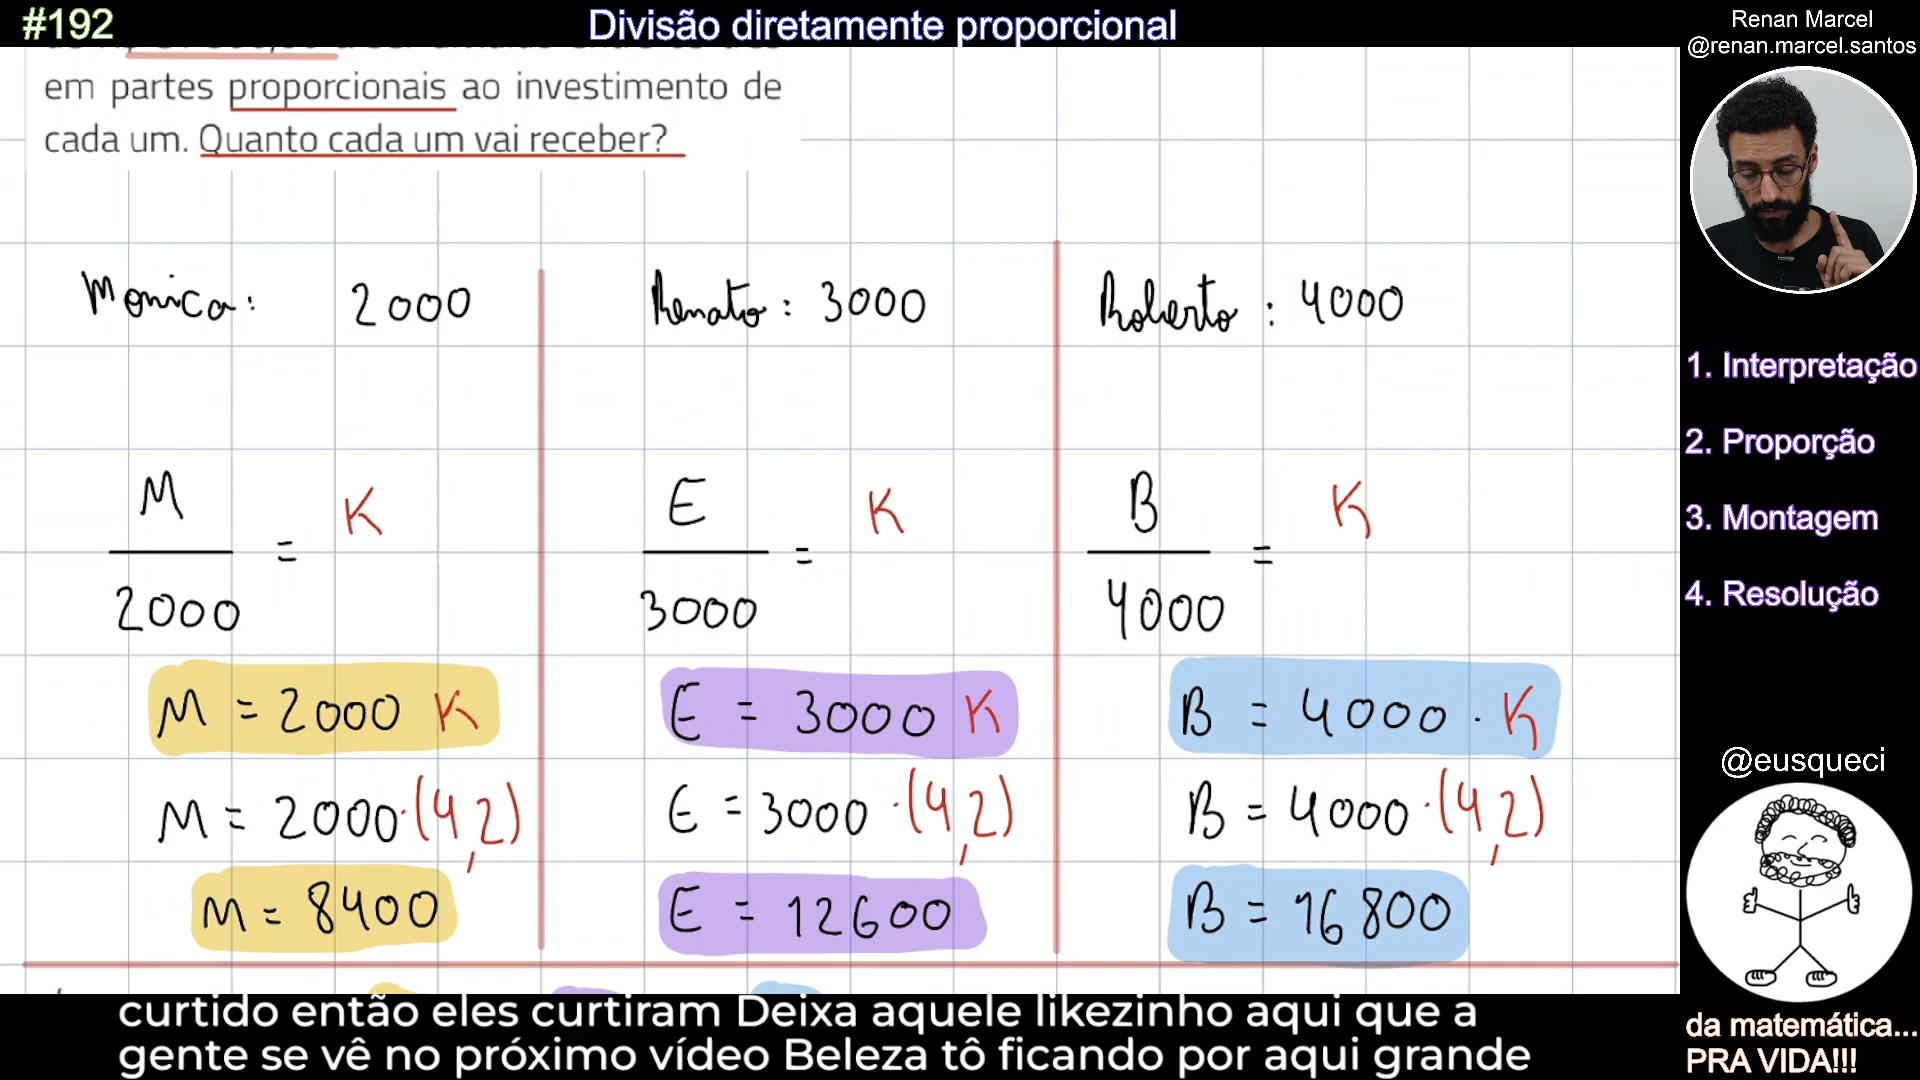 #192
Divisão diretamente proporcional
Renan Marcel
@renan.marcel.santos
em partes proporcionais ao investimento de
cada um. Quanto cada um vai receber?
Monica: 2000
Renato: 3000
Roberto: 4000
M/2000 = K
E/3000 = K
B/4000 = K
M = 2000 K
E = 3000 K
B = 4000 . K
M = 2000·(4,2)
E = 3000·(4,2)
B = 4000·(4,2)
M = 8400
E = 12600
B = 16800
1. Interpretação
2. Proporção
3. Montagem
4. Resolução
@eusqueci
da matemática...
PRA VIDA!!!
curtido então eles curtiram Deixa aquele likezinho aqui que a
gente se vê no próximo vídeo Beleza tô ficando por aqui grande